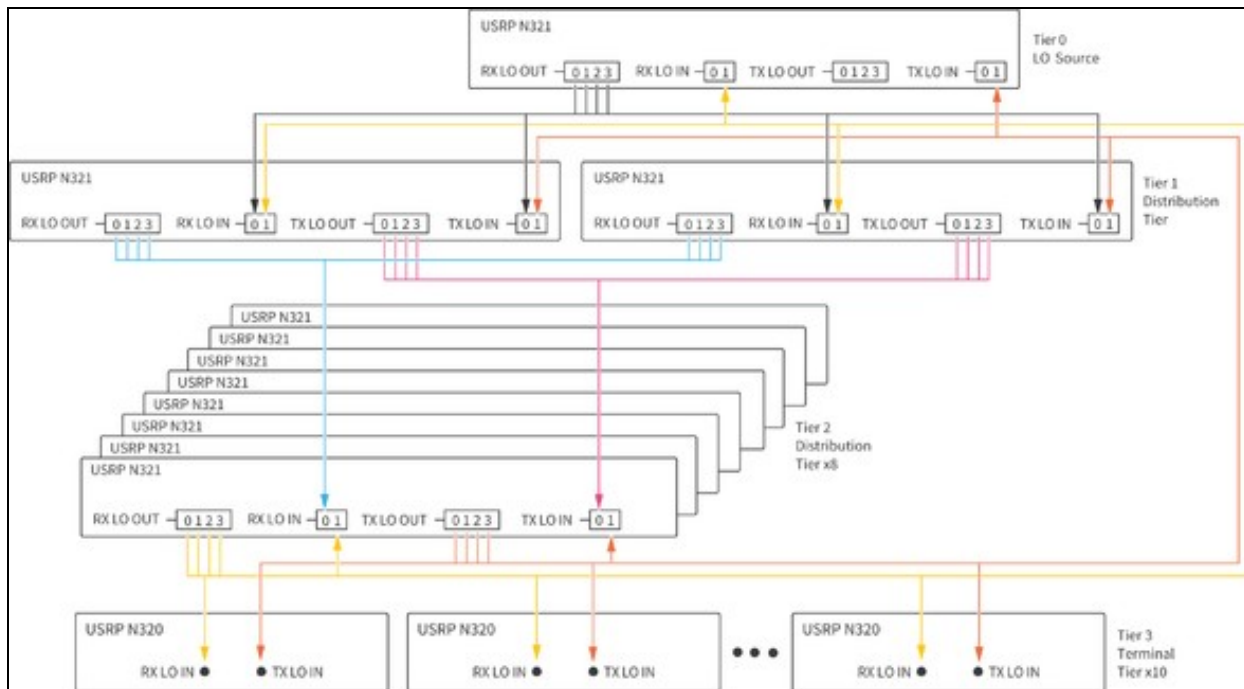 USRP N321
Tier 0
LO Source
RX LO OUT 0 1 2 3 RX LO IN 0 1 TX LO OUT 0 1 2 3 TX LO IN 0 1
USRP N321
USRP N321
Tier 1
Distribution
Tier
RX LO OUT 0 1 2 3 RX LO IN 0 1 TX LO OUT 0 1 2 3 TX LO IN 0 1
RX LO OUT 0 1 2 3 RX LO IN 0 1 TX LO OUT 0 1 2 3 TX LO IN 0 1
USRP N321
USRP N321
USRP N321
USRP N321
USRP N321
USRP N321
USRP N321
USRP N321
Tier 2
Distribution
Tier x8
RX LO OUT 0 1 2 3 RX LO IN 0 1 TX LO OUT 0 1 2 3 TX LO IN 0 1
USRP N320
RX LO IN TX LO IN
USRP N320
RX LO IN TX LO IN
USRP N320
RX LO IN TX LO IN
Tier 3
Terminal
Tier x10